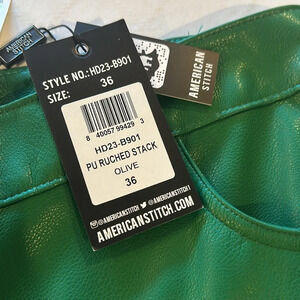 AMERICAN
STITCH
STYLE NO.: HD23-B901
SIZE:
36
8 40057 99429 3
HD23-B901
PU RUCHED STACK
OLIVE
36
@AMERICANSTITCH @AMERICANSTITCH1
AMERICANSTITCH.COM
AMERICAN
STITCH